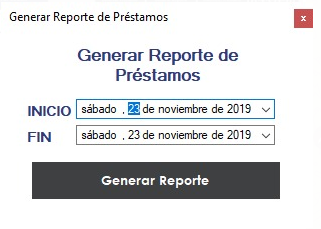 Generar Reporte de Préstamos
x
Generar Reporte de
Préstamos
INICIO sábado , 23 de noviembre de 2019
FIN sábado , 23 de noviembre de 2019
Generar Reporte